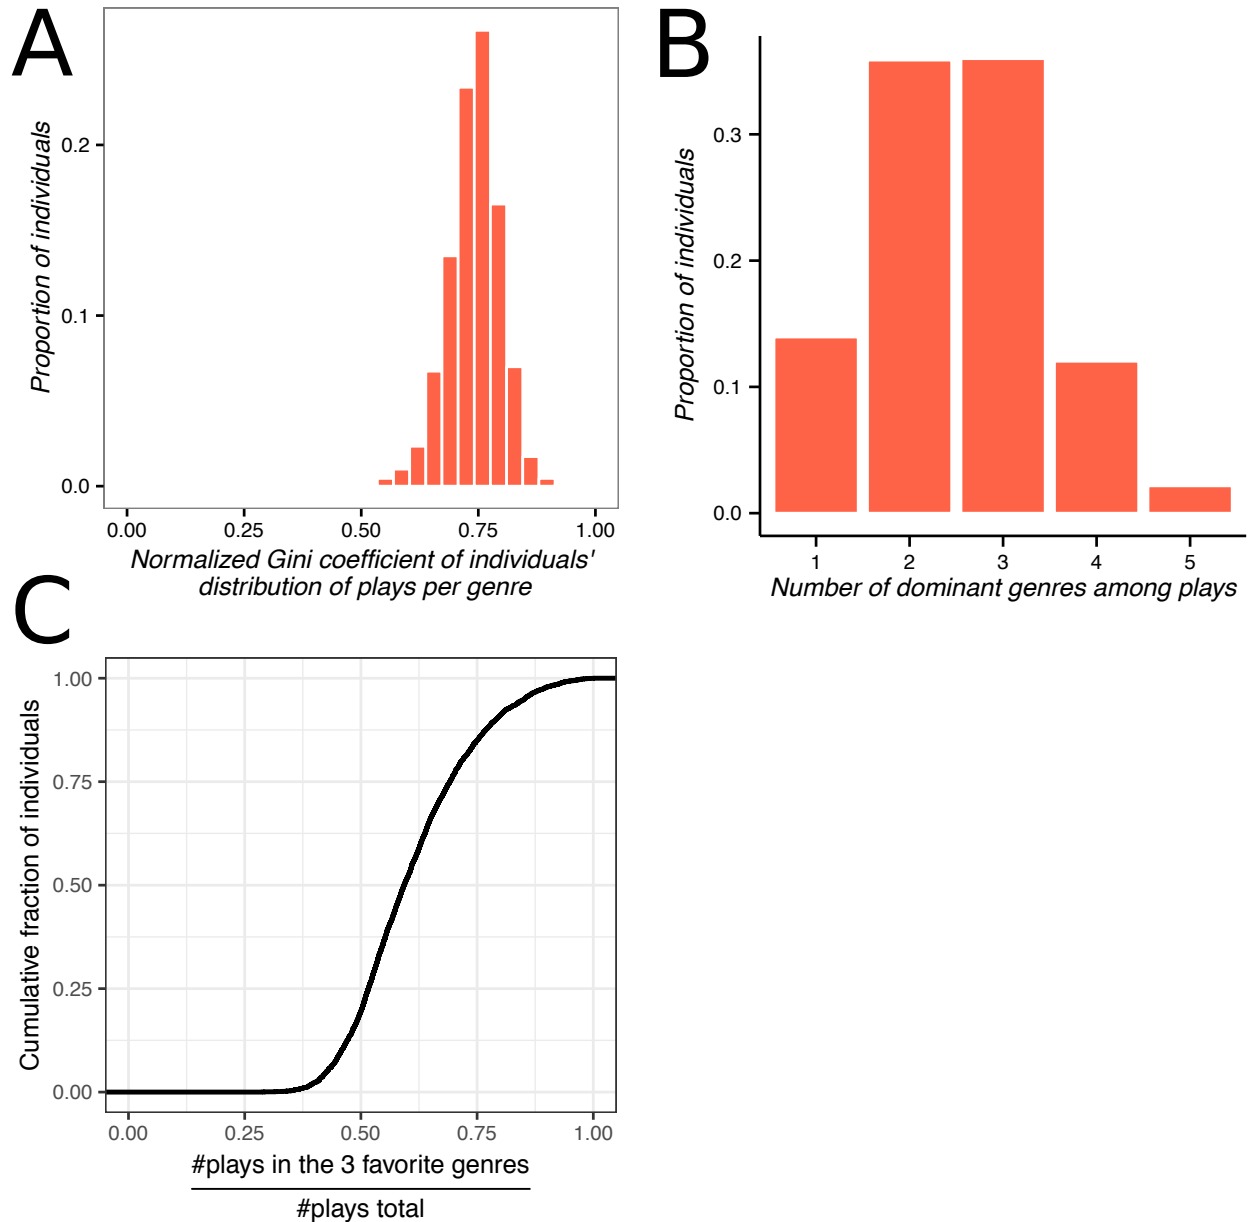 A
Proportion of individuals
0.2
0.1
0.0
0.00 0.25 0.50 0.75 1.00
Normalized Gini coefficient of individuals'
distribution of plays per genre
B
Proportion of individuals
0.3
0.2
0.1
0.0
1 2 3 4 5
Number of dominant genres among plays
C
Cumulative fraction of individuals
1.00
0.75
0.50
0.25
0.00
0.00 0.25 0.50 0.75 1.00
#plays in the 3 favorite genres
#plays total